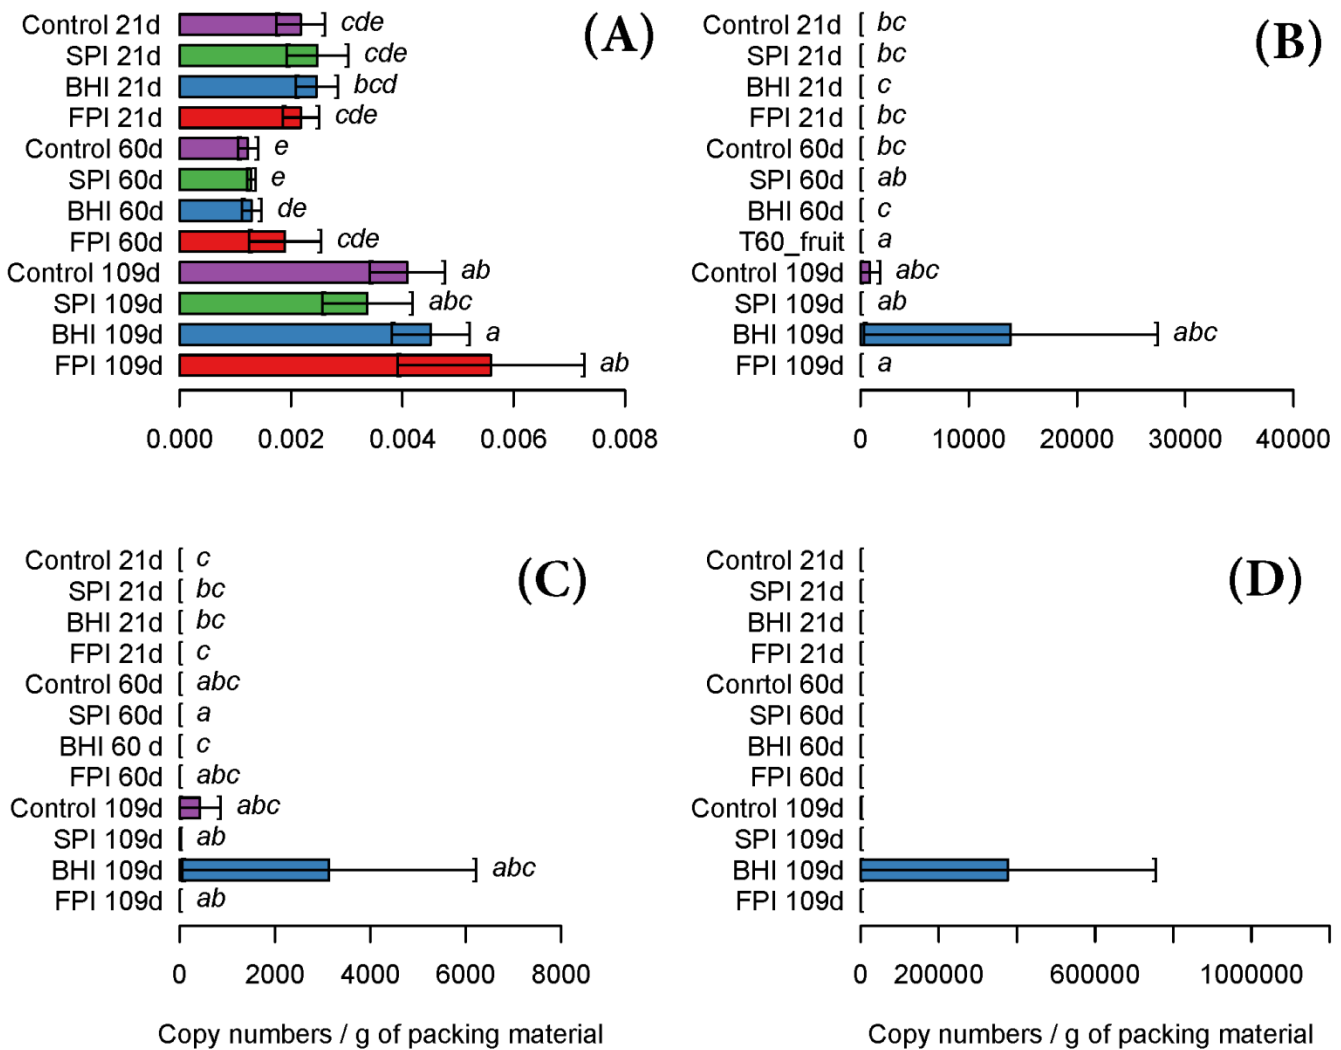 (A)
Control 21d cde
SPI 21d cde
BHI 21d bcd
FPI 21d cde
Control 60d e
SPI 60d e
BHI 60d de
FPI 60d cde
Control 109d ab
SPI 109d abc
BHI 109d a
FPI 109d ab
0.000 0.002 0.004 0.006 0.008
(B)
Control 21d bc
SPI 21d bc
BHI 21d c
FPI 21d bc
Control 60d bc
SPI 60d ab
BHI 60d c
T60_fruit a
Control 109d abc
SPI 109d ab
BHI 109d abc
FPI 109d a
0 10000 20000 30000 40000
(C)
Control 21d c
SPI 21d bc
BHI 21d bc
FPI 21d c
Control 60d abc
SPI 60d a
BHI 60 d c
FPI 60d abc
Control 109d abc
SPI 109d ab
BHI 109d abc
FPI 109d ab
0 2000 4000 6000 8000
Copy numbers / g of packing material
(D)
Control 21d
SPI 21d
BHI 21d
FPI 21d
Conrtol 60d
SPI 60d
BHI 60d
FPI 60d
Control 109d
SPI 109d
BHI 109d
FPI 109d
0 200000 600000 1000000
Copy numbers / g of packing material